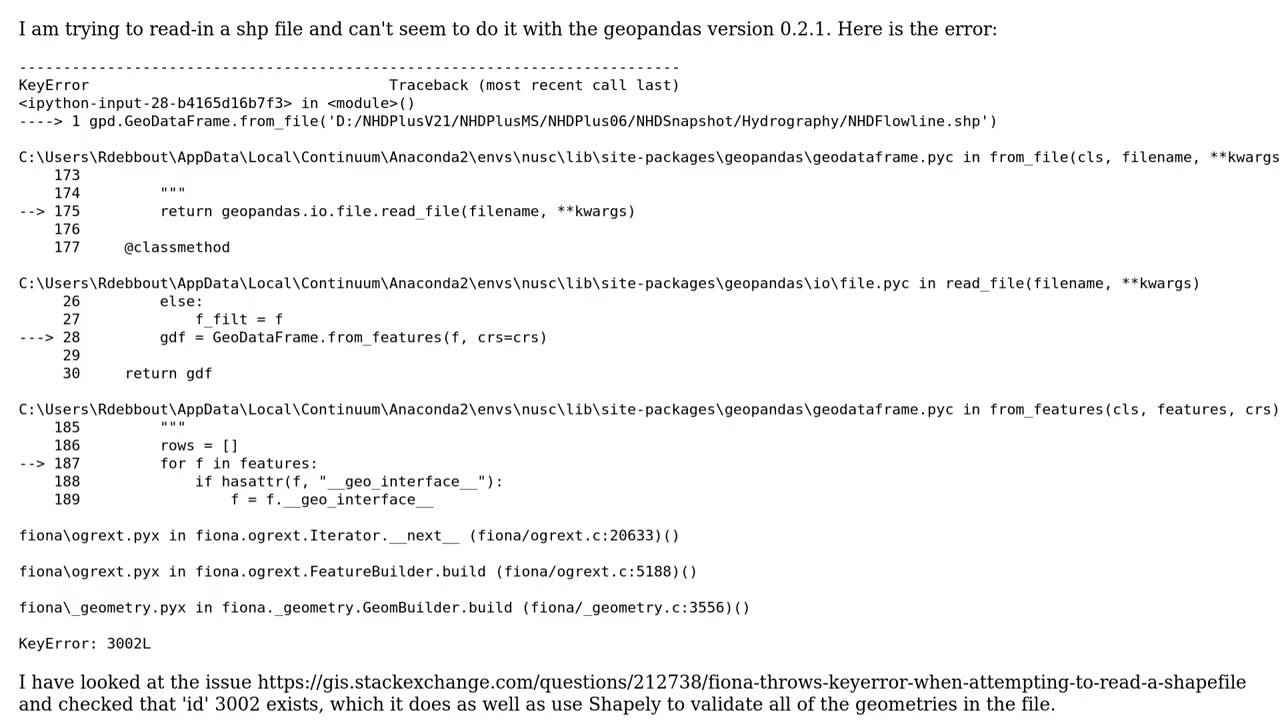 I am trying to read-in a shp file and can't seem to do it with the geopandas version 0.2.1. Here is the error:
---------------------------------------------------------------------------
KeyError                                  Traceback (most recent call last)
<ipython-input-28-b4165d16b7f3> in <module>()
----> 1 gpd.GeoDataFrame.from_file('D:/NHDPlusV21/NHDPlusMS/NHDPlus06/NHDSnapshot/Hydrography/NHDFlowline.shp')
C:\Users\Rdebbout\AppData\Local\Continuum\Anaconda2\envs\nusc\lib\site-packages\geopandas\geodataframe.pyc in from_file(cls, filename, **kwargs
    173
    174         """
--> 175         return geopandas.io.file.read_file(filename, **kwargs)
    176
    177     @classmethod
C:\Users\Rdebbout\AppData\Local\Continuum\Anaconda2\envs\nusc\lib\site-packages\geopandas\io\file.pyc in read_file(filename, **kwargs)
     26         else:
     27             f_filt = f
---> 28         gdf = GeoDataFrame.from_features(f, crs=crs)
     29
     30     return gdf
C:\Users\Rdebbout\AppData\Local\Continuum\Anaconda2\envs\nusc\lib\site-packages\geopandas\geodataframe.pyc in from_features(cls, features, crs)
    185         """
    186         rows = []
--> 187         for f in features:
    188             if hasattr(f, "__geo_interface__"):
    189                 f = f.__geo_interface__
fiona\ogrext.pyx in fiona.ogrext.Iterator.__next__ (fiona/ogrext.c:20633)()
fiona\ogrext.pyx in fiona.ogrext.FeatureBuilder.build (fiona/ogrext.c:5188)()
fiona\_geometry.pyx in fiona._geometry.GeomBuilder.build (fiona/_geometry.c:3556)()
KeyError: 3002L
I have looked at the issue https://gis.stackexchange.com/questions/212738/fiona-throws-keyerror-when-attempting-to-read-a-shapefile
and checked that 'id' 3002 exists, which it does as well as use Shapely to validate all of the geometries in the file.